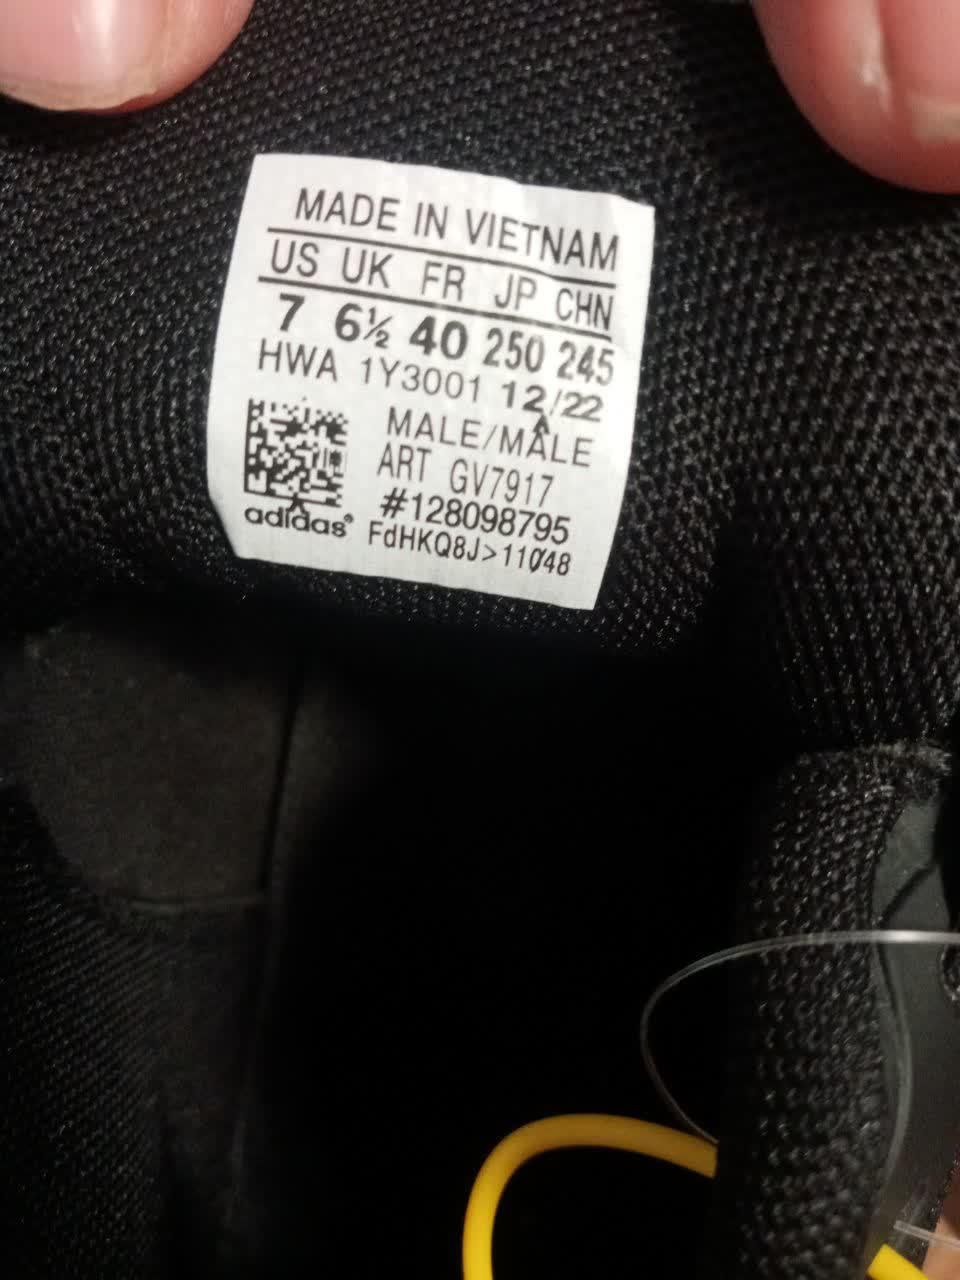 MADE IN VIETNAM
US UK FR JP CHN
7 6½ 40 250 245
HWA 1Y3001 12/22
MALE/MALE
ART GV7917
#128098795
adidas® FdHKQ8J>11048